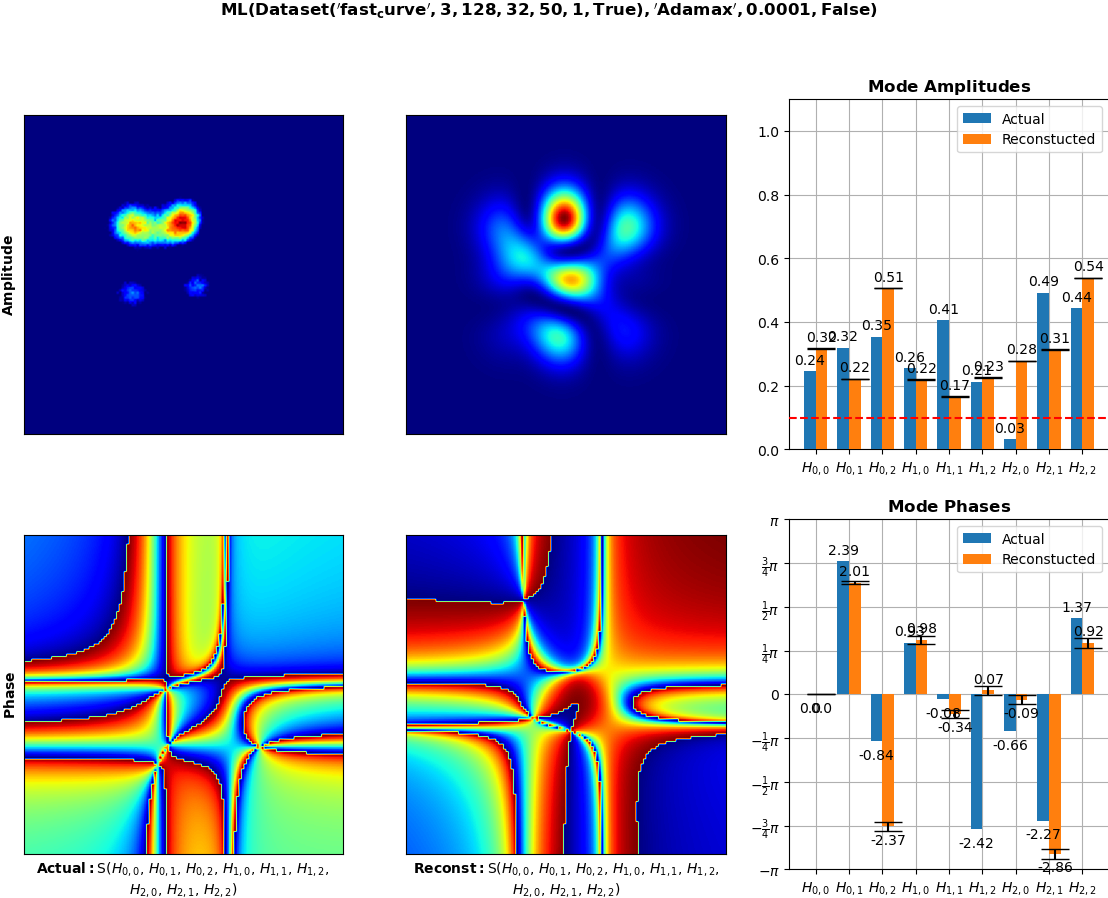 ML(Dataset('fast_curve', 3, 128, 32, 50, 1, True), 'Adamax', 0.0001, False)
Amplitude
Mode Amplitudes
Actual
Reconstucted
1.0
0.8
0.6
0.4
0.2
0.0
0.24 0.32 0.32 0.22 0.35 0.51 0.26 0.22 0.41 0.17 0.21 0.23 0.03 0.28 0.49 0.31 0.44 0.54
H0,0 H0,1 H0,2 H1,0 H1,1 H1,2 H2,0 H2,1 H2,2
Phase
Mode Phases
Actual
Reconstucted
π
3/4π
1/2π
1/4π
0
−1/4π
−1/2π
−3/4π
−π
0.0 0.0 2.39 2.01 -0.84 -2.37 0.98 -0.08 -0.34 -2.42 0.07 -0.66 -0.09 -2.27 -2.86 1.37 0.92
H0,0 H0,1 H0,2 H1,0 H1,1 H1,2 H2,0 H2,1 H2,2
Actual: S(H0,0, H0,1, H0,2, H1,0, H1,1, H1,2,
H2,0, H2,1, H2,2)
Reconst: S(H0,0, H0,1, H0,2, H1,0, H1,1, H1,2,
H2,0, H2,1, H2,2)